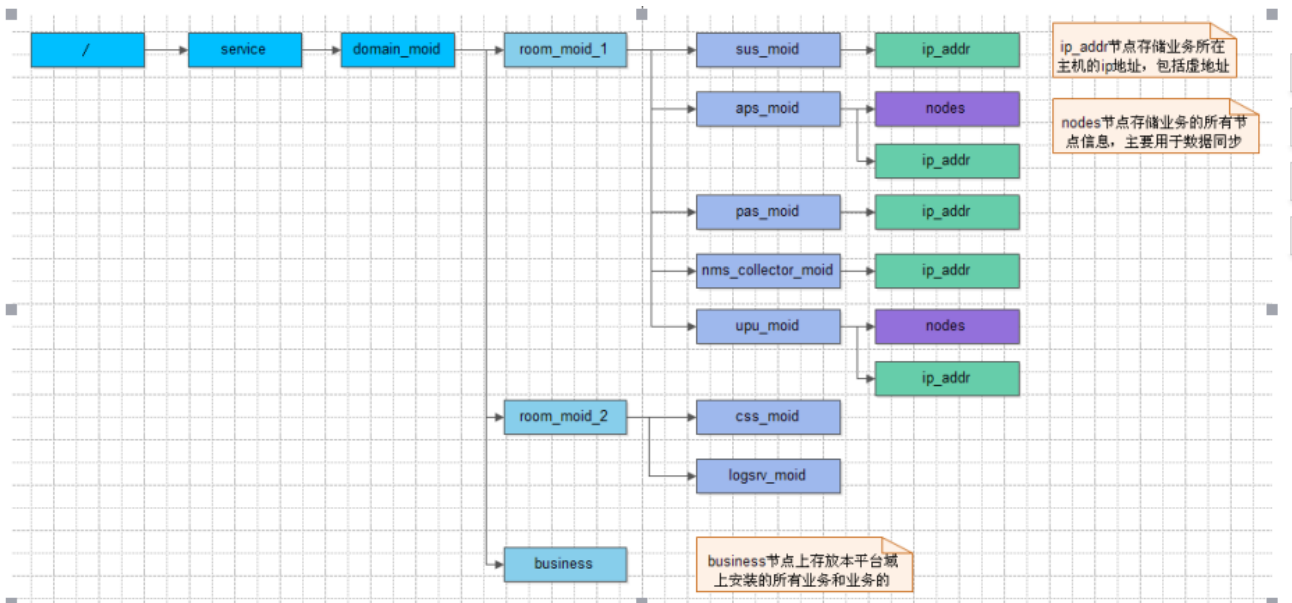 /
service
domain_moid
room_moid_1
sus_moid
ip_addr
ip_addr节点存储业务所在
主机的ip地址，包括虚地址
aps_moid
nodes
nodes节点存储业务的所有节
点信息，主要用于数据同步
ip_addr
pas_moid
ip_addr
nms_collector_moid
ip_addr
upu_moid
nodes
ip_addr
room_moid_2
css_moid
logsrv_moid
business
business节点上存放本平台域
上安装的所有业务和业务的